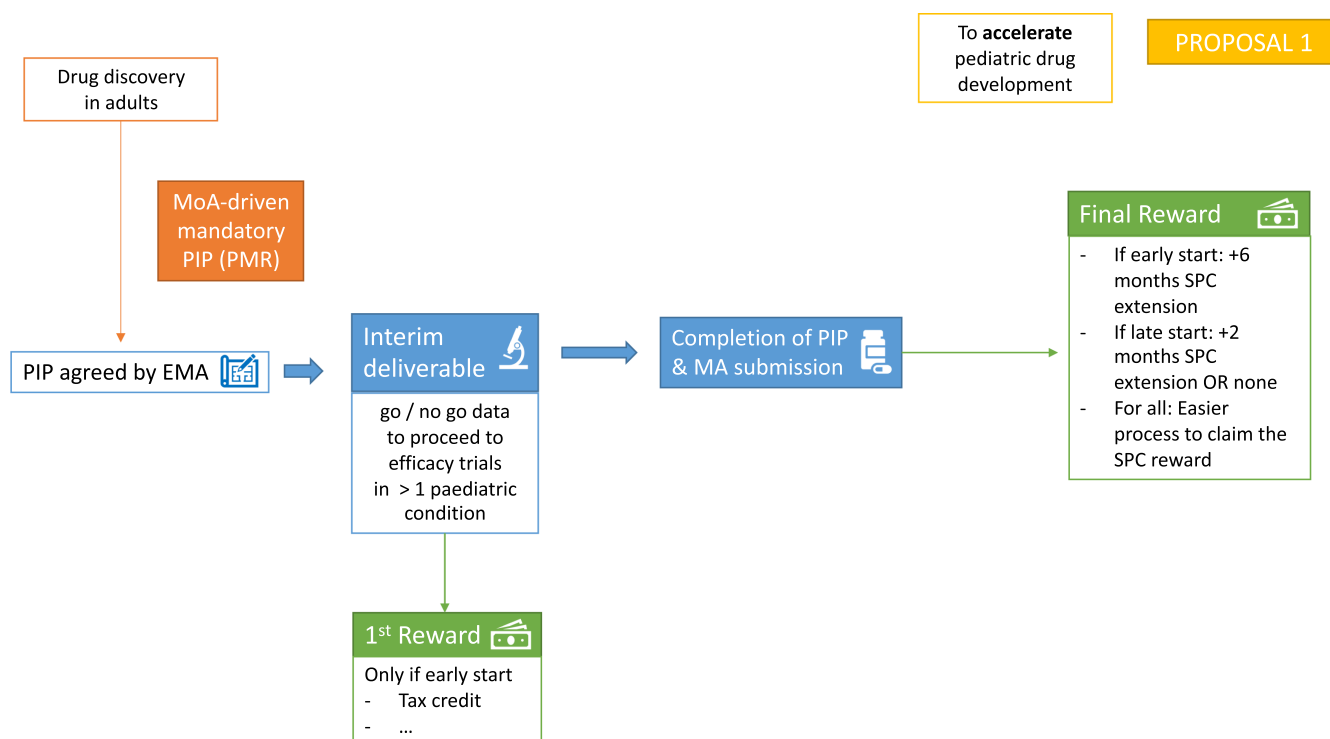 To accelerate
pediatric drug
development
PROPOSAL 1
Drug discovery
in adults
MoA-driven
mandatory
PIP (PMR)
PIP agreed by EMA
Interim
deliverable
go / no go data
to proceed to
efficacy trials
in > 1 paediatric
condition
1st Reward
Only if early start
- Tax credit
- ...
Completion of PIP
& MA submission
Final Reward
- If early start: +6
months SPC
extension
- If late start: +2
months SPC
extension OR none
- For all: Easier
process to claim the
SPC reward